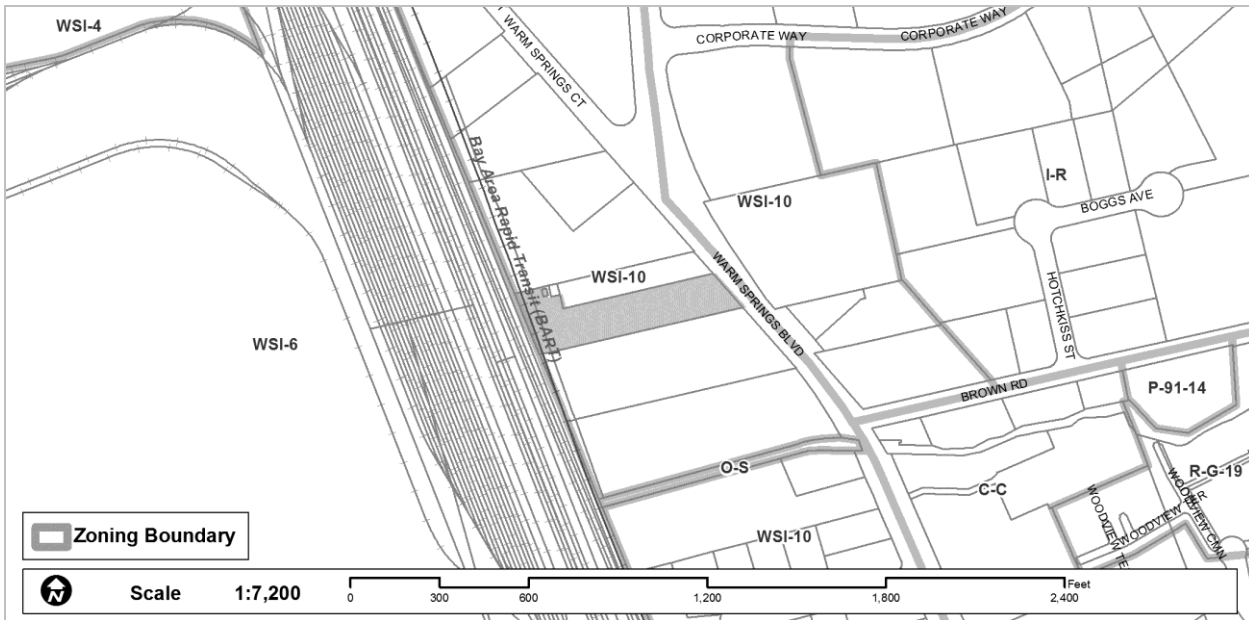 WSI-4
WARM SPRINGS CT
CORPORATE WAY
CORPORATE WAY
Bay Area Rapid Transit (BART)
I-R
BOGGS AVE
WSI-10
WSI-10
WARM SPRINGS BLVD
HOTCHKISS ST
WSI-6
BROWN RD
P-91-14
O-S
C-C
R-G-19
WOODVIEW
WOODVIEW CMN
WOODVIEW TE
WSI-10
Zoning Boundary
N
Scale 1:7,200
0 300 600 1,200 1,800 2,400
Feet